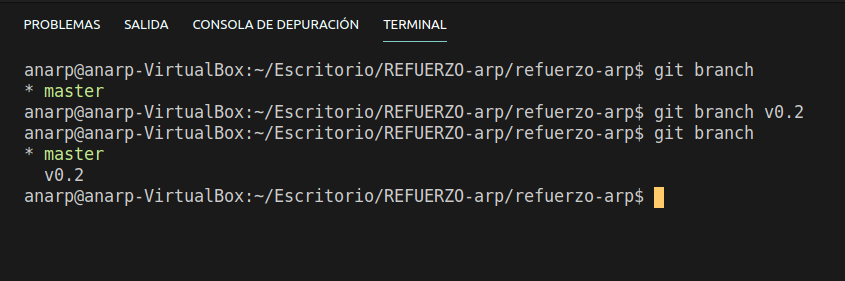 PROBLEMAS SALIDA CONSOLA DE DEPURACIÓN TERMINAL
anarp@anarp-VirtualBox:~/Escritorio/REFUERZO-arp/refuerzo-arp$ git branch
* master
anarp@anarp-VirtualBox:~/Escritorio/REFUERZO-arp/refuerzo-arp$ git branch v0.2
anarp@anarp-VirtualBox:~/Escritorio/REFUERZO-arp/refuerzo-arp$ git branch
* master
  v0.2
anarp@anarp-VirtualBox:~/Escritorio/REFUERZO-arp/refuerzo-arp$